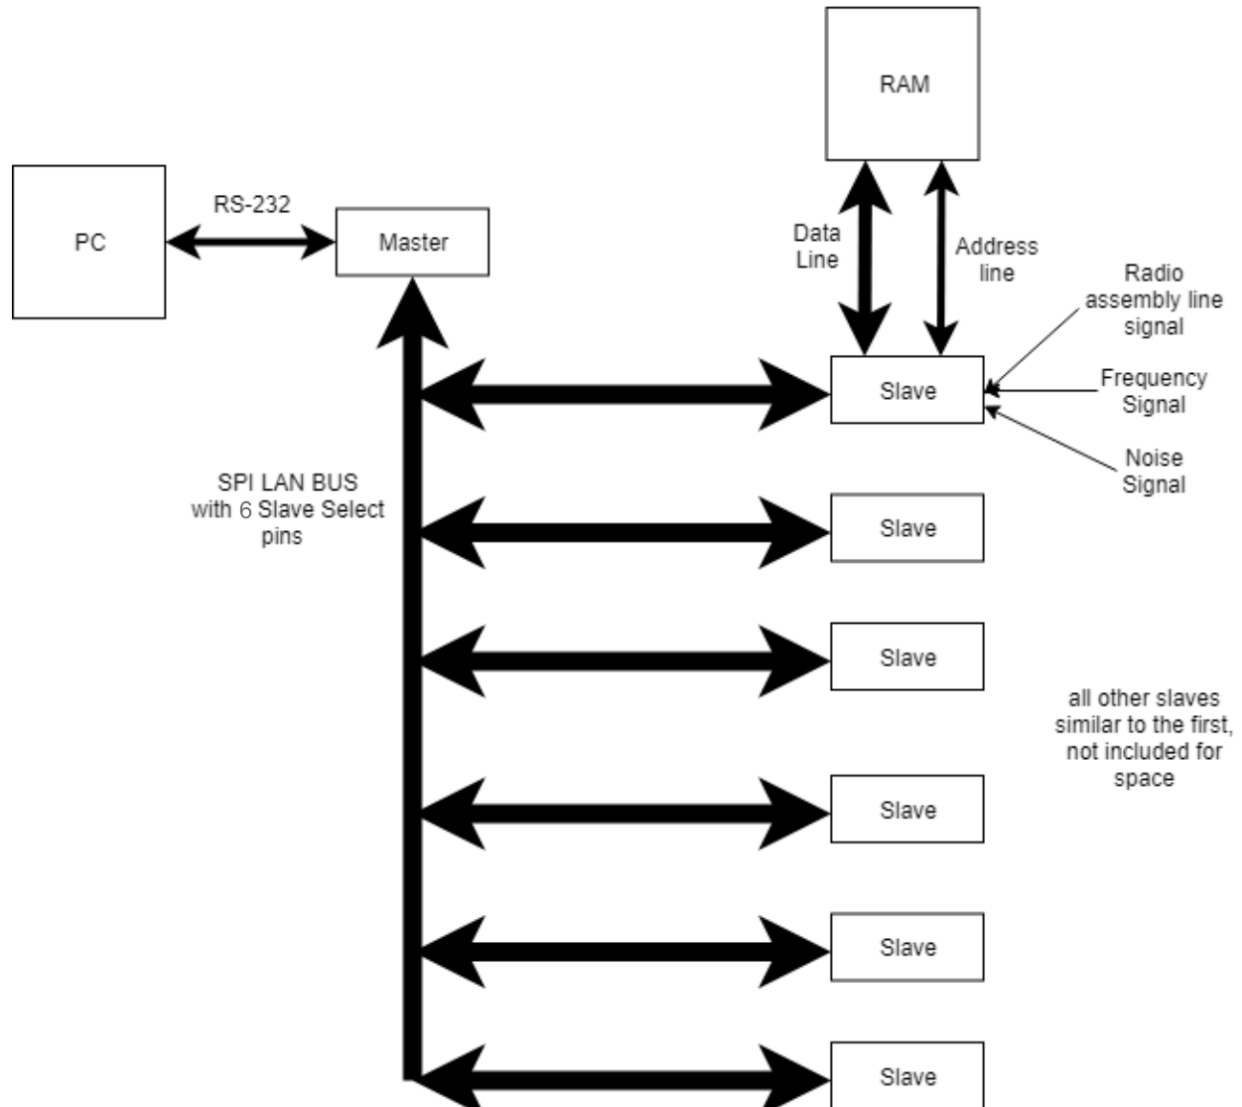 RAM
PC
RS-232
Master
Data
Line
Address
line
Radio
assembly line
signal
Slave
Frequency
Signal
Noise
Signal
SPI LAN BUS
with 6 Slave Select
pins
Slave
Slave
all other slaves
similar to the first,
not included for
space
Slave
Slave
Slave